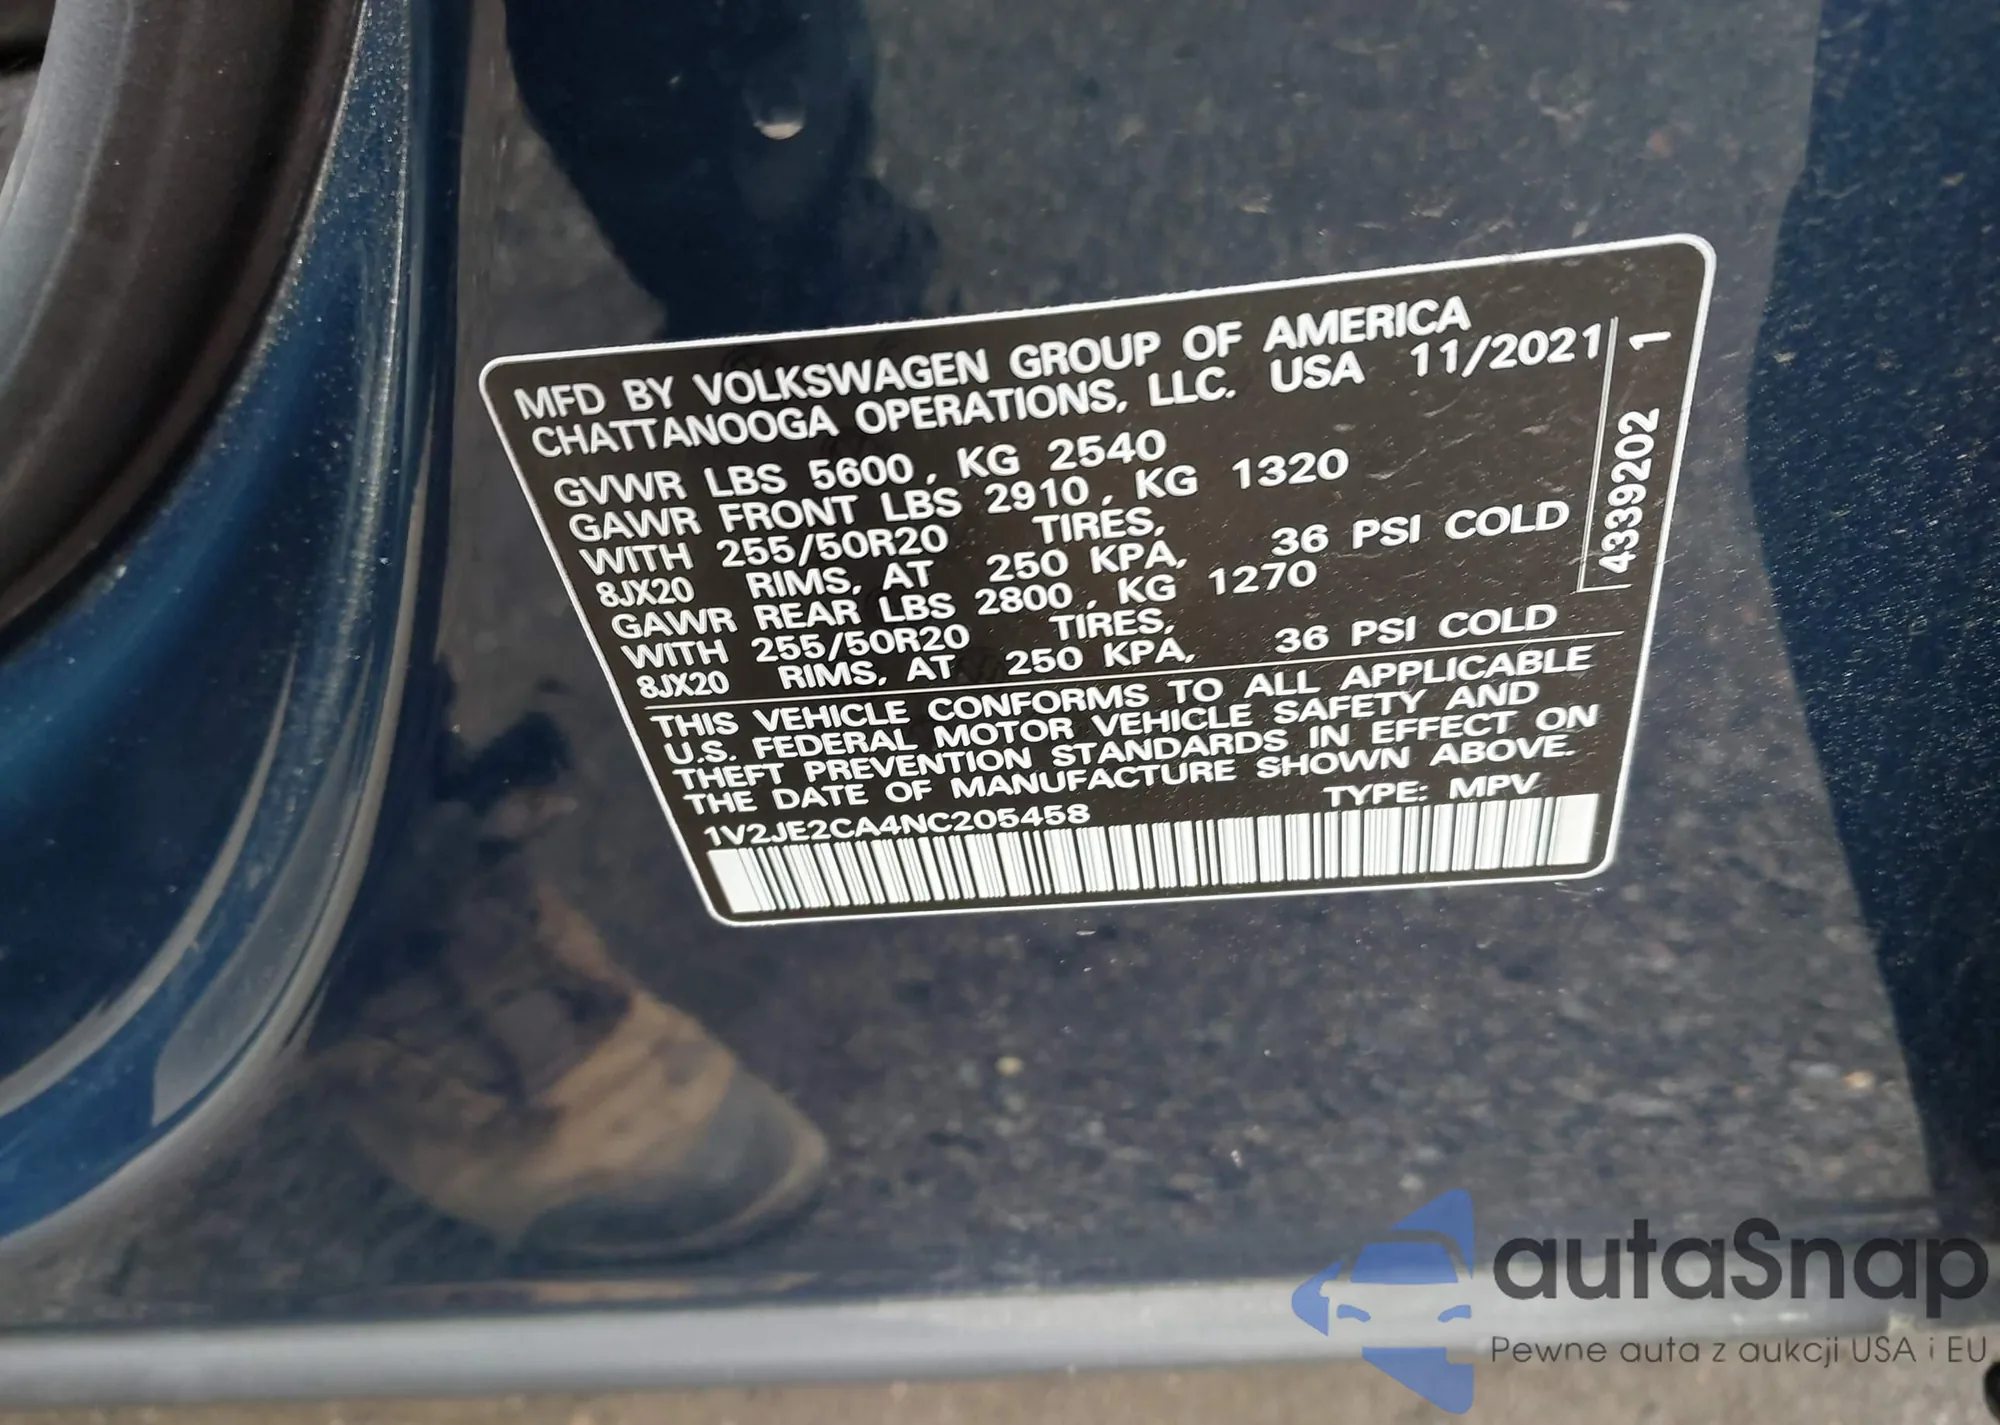 MFD BY VOLKSWAGEN GROUP OF AMERICA
CHATTANOOGA OPERATIONS, LLC. USA 11/2021
GVWR LBS 5600, KG 2540
GAWR FRONT LBS 2910, KG 1320
WITH 255/50R20 TIRES,
8JX20 RIMS, AT 250 KPA, 36 PSI COLD
GAWR REAR LBS 2800, KG 1270
WITH 255/50R20 TIRES,
8JX20 RIMS, AT 250 KPA, 36 PSI COLD
THIS VEHICLE CONFORMS TO ALL APPLICABLE
U.S. FEDERAL MOTOR VEHICLE SAFETY AND
THEFT PREVENTION STANDARDS IN EFFECT ON
THE DATE OF MANUFACTURE SHOWN ABOVE.
1V2JE2CA4NC205458 TYPE: MPV
4339202 1
autaSnap
Pewne auta z aukcji USA i EU